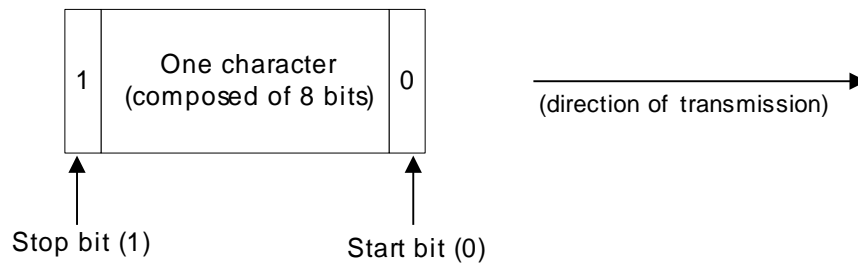 1
One character
(composed of 8 bits)
0
(direction of transmission)
Stop bit (1)
Start bit (0)